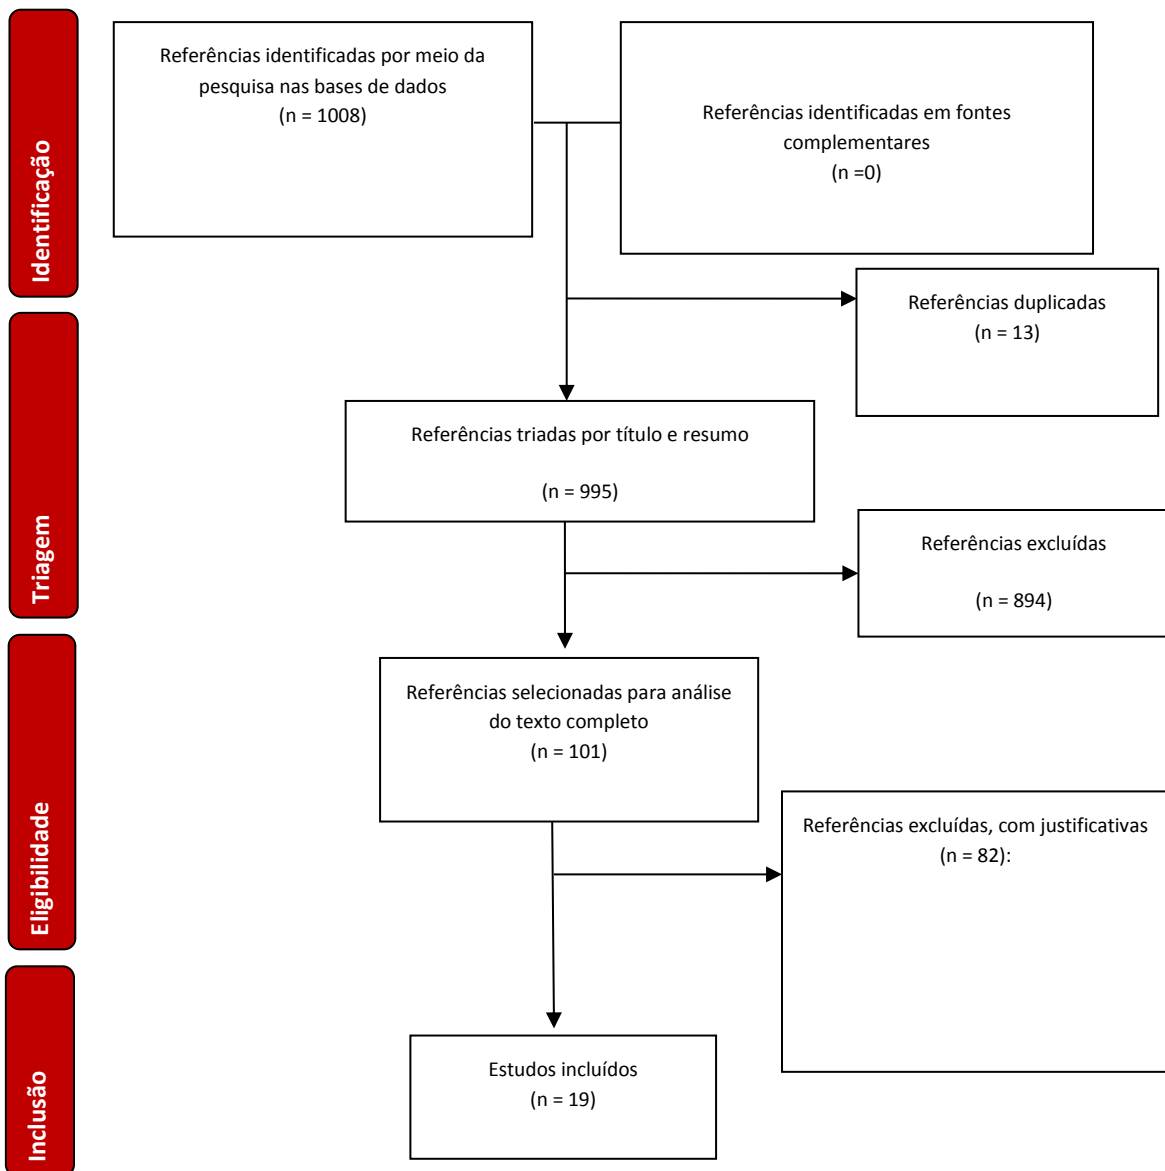 Identificação
Referências identificadas por meio da
pesquisa nas bases de dados
(n = 1008)
Referências identificadas em fontes
complementares
(n =0)
Referências duplicadas
(n = 13)
Triagem
Referências triadas por título e resumo
(n = 995)
Referências excluídas
(n = 894)
Eligibilidade
Referências selecionadas para análise
do texto completo
(n = 101)
Referências excluídas, com justificativas
(n = 82):
Inclusão
Estudos incluídos
(n = 19)